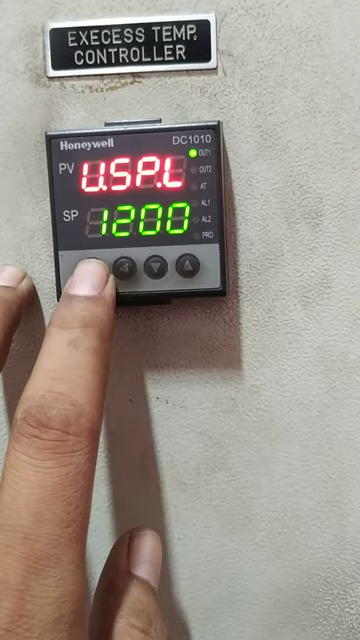 EXECESS TEMP.
CONTROLLER
Honeywell
DC1010
PV
U.SP.L
OUT1
OUT2
AT
SP
1200
AL1
AL2
PRO